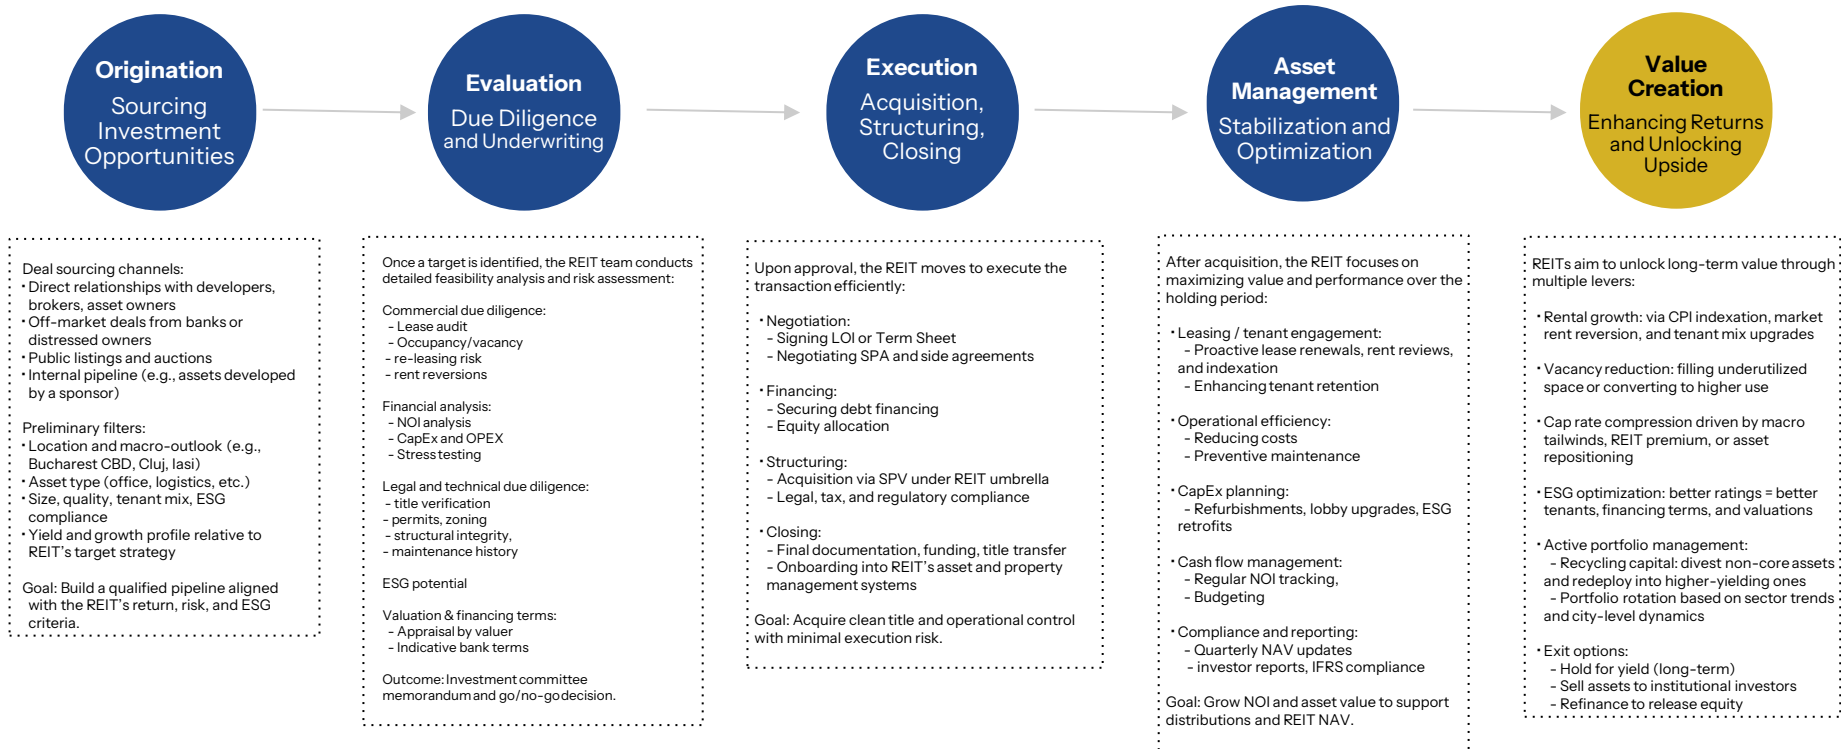 Origination
Sourcing
Investment
Opportunities
Evaluation
Due Diligence
and Underwriting
Execution
Acquisition,
Structuring,
Closing
Asset
Management
Stabilization and
Optimization
Value
Creation
Enhancing Returns
and Unlocking
Upside
Deal sourcing channels:
• Direct relationships with developers,
brokers, asset owners
• Off-market deals from banks or
distressed owners
• Public listings and auctions
• Internal pipeline (e.g., assets developed
by a sponsor)
Preliminary filters:
• Location and macro-outlook (e.g.,
Bucharest CBD, Cluj, Iasi)
• Asset type (office, logistics, etc.)
• Size, quality, tenant mix, ESG
compliance
• Yield and growth profile relative to
REIT's target strategy
Goal: Build a qualified pipeline aligned
with the REIT's return, risk, and ESG
criteria.
Once a target is identified, the REIT team conducts
detailed feasibility analysis and risk assessment:
Commercial due diligence:
- Lease audit
- Occupancy/vacancy
- re-leasing risk
- rent reversions
Financial analysis:
- NOI analysis
- CapEx and OPEX
- Stress testing
Legal and technical due diligence:
- title verification
- permits, zoning
- structural integrity,
- maintenance history
ESG potential
Valuation & financing terms:
- Appraisal by valuer
- Indicative bank terms
Outcome: Investment committee
memorandum and go/no-go decision.
Upon approval, the REIT moves to execute the
transaction efficiently:
• Negotiation:
- Signing LOI or Term Sheet
- Negotiating SPA and side agreements
• Financing:
- Securing debt financing
- Equity allocation
• Structuring:
- Acquisition via SPV under REIT umbrella
- Legal, tax, and regulatory compliance
• Closing:
- Final documentation, funding, title transfer
- Onboarding into REIT's asset and property
management systems
Goal: Acquire clean title and operational control
with minimal execution risk.
After acquisition, the REIT focuses on
maximizing value and performance over the
holding period:
• Leasing / tenant engagement:
- Proactive lease renewals, rent reviews,
and indexation
- Enhancing tenant retention
• Operational efficiency:
- Reducing costs
- Preventive maintenance
• CapEx planning:
- Refurbishments, lobby upgrades, ESG
retrofits
• Cash flow management:
- Regular NOI tracking,
- Budgeting
• Compliance and reporting:
- Quarterly NAV updates
- investor reports, IFRS compliance
Goal: Grow NOI and asset value to support
distributions and REIT NAV.
REITs aim to unlock long-term value through
multiple levers:
• Rental growth: via CPI indexation, market
rent reversion, and tenant mix upgrades
• Vacancy reduction: filling underutilized
space or converting to higher use
• Cap rate compression driven by macro
tailwinds, REIT premium, or asset
repositioning
• ESG optimization: better ratings = better
tenants, financing terms, and valuations
• Active portfolio management:
- Recycling capital: divest non-core assets
and redeploy into higher-yielding ones
- Portfolio rotation based on sector trends
and city-level dynamics
• Exit options:
- Hold for yield (long-term)
- Sell assets to institutional investors
- Refinance to release equity